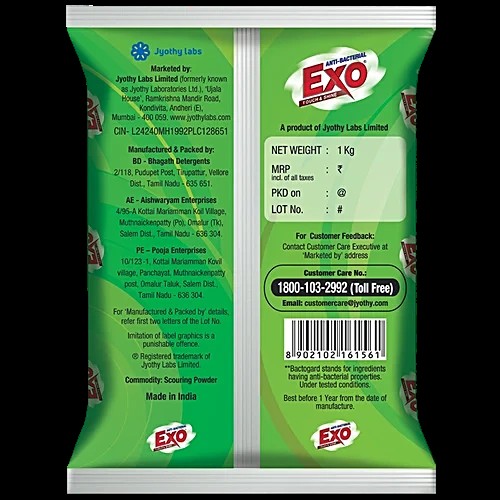 Jyothy labs
Marketed by:
Jyothy Labs Limited (formerly known
as Jyothy Laboratories Ltd.), 'Ujala
House', Ramkrishna Mandir Road,
Kondivita, Andheri (E),
Mumbai - 400 059. www.jyothylabs.com
CIN- L24240MH1992PLC128651
Manufactured & Packed by:
BD - Bhagath Detergents
2/118, Pudupet Post, Tirupattur, Vellore
Dist., Tamil Nadu - 635 651.
AE - Aishwaryam Enterprises
4/95-A Kottai Mariamman Koil Village,
Muthnaickenpatty (Po), Omalur (Tk),
Salem Dist., Tamil Nadu - 636 304.
PE – Pooja Enterprises
10/123 -1, Kottai Mariamman Kovil
village, Panchayat, Muthnaickenpatty
post, Omalur Taluk, Salem Dist.
Tamil Nadu - 636 304.
For 'Manufactured & Packed by' details,
refer first two letters of the Lot No.
Imitation of label graphics is a
punishable offence.
® Registered Trademark of
Jyothy Labs Limited.
Commodity: Scouring Powder
Made in India
ANTI-BACTERIAL
EXO
ANTI-BACTERIAL
EXO®
TOUCH & SHINE
A product of Jyothy Labs Limited
NET WEIGHT : 1 Kg
MRP : ₹
incl. of all taxes
PKD on : @
LOT No. : #
For Customer Feedback:
Contact Customer Care Executive at
'Marketed by' address
Customer Care No.:
1800-103-2992 (Toll Free)
Email: customercare@jyothy.com
8 902102 161561
**Bactogard stands for ingredients
having anti-bacterial properties.
Under tested conditions.
Best before 1 Year from the date of
manufacture.
ANTI-BACTERIAL
EXO